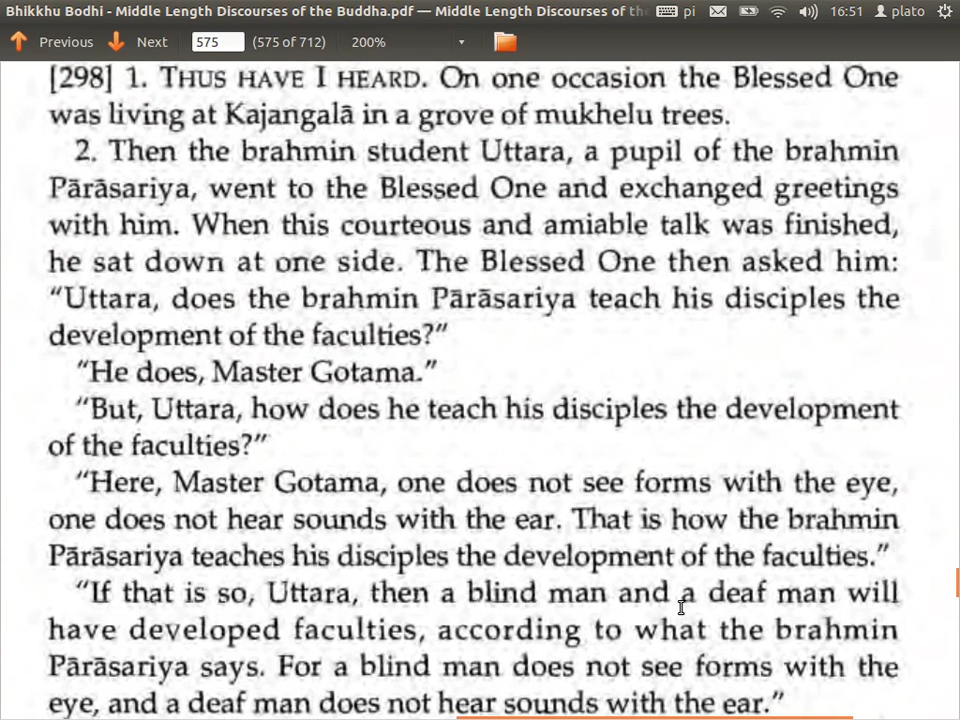 Bhikkhu Bodhi - Middle Length Discourses of the Buddha.pdf — Middle Length Discourses of the pi 16:51 plato
Previous Next 575 (575 of 712) 200%
[298] 1. THUS HAVE I HEARD. On one occasion the Blessed One
was living at Kajangalā in a grove of mukhelu trees.
2. Then the brahmin student Uttara, a pupil of the brahmin
Pārāsariya, went to the Blessed One and exchanged greetings
with him. When this courteous and amiable talk was finished,
he sat down at one side. The Blessed One then asked him:
“Uttara, does the brahmin Pārāsariya teach his disciples the
development of the faculties?”
“He does, Master Gotama.”
“But, Uttara, how does he teach his disciples the development
of the faculties?”
“Here, Master Gotama, one does not see forms with the eye,
one does not hear sounds with the ear. That is how the brahmin
Pārāsariya teaches his disciples the development of the faculties.”
“If that is so, Uttara, then a blind man and a deaf man will
have developed faculties, according to what the brahmin
Pārāsariya says. For a blind man does not see forms with the
eye, and a deaf man does not hear sounds with the ear.”